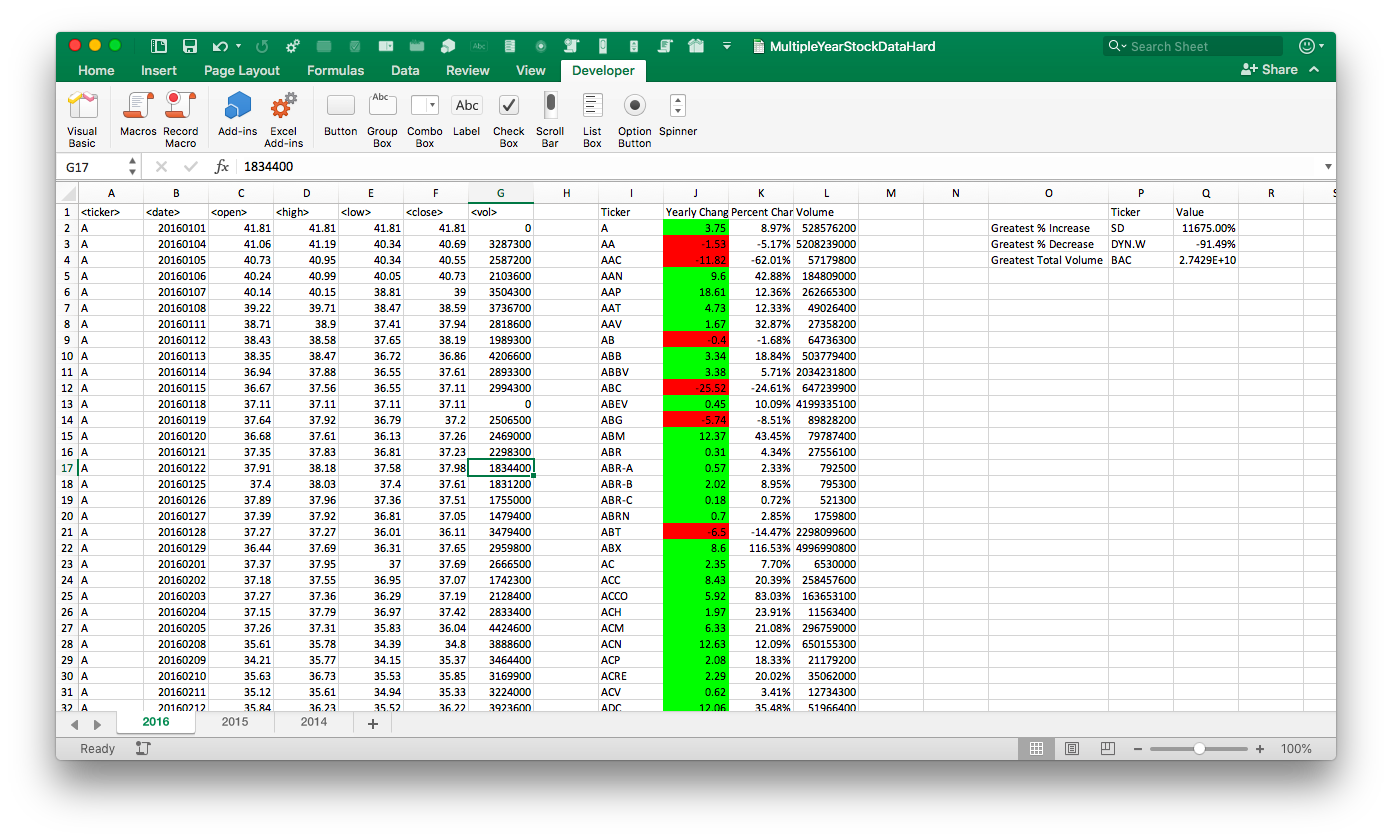 MultipleYearStockDataHard
Search Sheet
Home Insert Page Layout Formulas Data Review View Developer
Share
Abc
Abc
Visual Basic Macros Record Macro Add-ins Excel Add-ins Button Group Box Combo Box Label Check Box Scroll Bar List Box Option Button Spinner
G17 fx 1834400
A B C D E F G H I J K L M N O P Q R S
1 <ticker> <date> <open> <high> <low> <close> <vol> Ticker Yearly Chang Percent Char Volume Ticker Value
2 A 20160101 41.81 41.81 41.81 41.81 0 A 3.75 8.97% 528576200 Greatest % Increase SD 11675.00%
3 A 20160104 41.06 41.19 40.34 40.69 3287300 AA -1.53 -5.17% 5208239000 Greatest % Decrease DYN.W -91.49%
4 A 20160105 40.73 40.95 40.34 40.55 2587200 AAC -11.82 -62.01% 57179800 Greatest Total Volume BAC 2.7429E+10
5 A 20160106 40.24 40.99 40.05 40.73 2103600 AAN 9.6 42.88% 184809000
6 A 20160107 40.14 40.15 38.81 39 3504300 AAP 18.61 12.36% 262665300
7 A 20160108 39.22 39.71 38.47 38.59 3736700 AAT 4.73 12.33% 49026400
8 A 20160111 38.71 38.9 37.41 37.94 2818600 AAV 1.67 32.87% 27358200
9 A 20160112 38.43 38.58 37.65 38.19 1989300 AB -0.4 -1.68% 64736300
10 A 20160113 38.35 38.47 36.72 36.86 4206600 ABB 3.34 18.84% 503779400
11 A 20160114 36.94 37.88 36.55 37.61 2893300 ABBV 3.38 5.71% 2034231800
12 A 20160115 36.67 37.56 36.55 37.11 2994300 ABC -25.52 -24.61% 647239900
13 A 20160118 37.11 37.11 37.11 37.11 0 ABEV 0.45 10.09% 4199335100
14 A 20160119 37.64 37.92 36.79 37.2 2506500 ABG -5.74 -8.51% 89828200
15 A 20160120 36.68 37.61 36.13 37.26 2469000 ABM 12.37 43.45% 79787400
16 A 20160121 37.35 37.83 36.81 37.23 2298300 ABR 0.31 4.34% 27556100
17 A 20160122 37.91 38.18 37.58 37.98 1834400 ABR-A 0.57 2.33% 792500
18 A 20160125 37.4 38.03 37.4 37.61 1831200 ABR-B 2.02 8.95% 795300
19 A 20160126 37.89 37.96 37.36 37.51 1755000 ABR-C 0.18 0.72% 521300
20 A 20160127 37.39 37.92 36.81 37.05 1479400 ABRN 0.7 2.85% 1759800
21 A 20160128 37.27 37.27 36.01 36.11 3479400 ABT -6.5 -14.47% 2298099600
22 A 20160129 36.44 37.69 36.31 37.65 2959800 ABX 8.6 116.53% 4996990800
23 A 20160201 37.37 37.95 37 37.69 2666500 AC 2.35 7.70% 6530000
24 A 20160202 37.18 37.55 36.95 37.07 1742300 ACC 8.43 20.39% 258457600
25 A 20160203 37.27 37.36 36.29 37.19 2128400 ACCO 5.92 83.03% 163653100
26 A 20160204 37.15 37.79 36.97 37.42 2833400 ACH 1.97 23.91% 11563400
27 A 20160205 37.26 37.31 35.83 36.04 4424600 ACM 6.33 21.08% 296759000
28 A 20160208 35.61 35.78 34.39 34.8 3888600 ACN 12.63 12.09% 650155300
29 A 20160209 34.21 35.77 34.15 35.37 3464400 ACP 2.08 18.33% 21179200
30 A 20160210 35.63 36.73 35.53 35.85 3169900 ACRE 2.29 20.02% 35062000
31 A 20160211 35.12 35.61 34.94 35.33 3224000 ACV 0.62 3.41% 12734300
32 A 20160212 35.84 36.23 35.52 36.22 3923600 ADC 12.06 35.48% 51966400
2016 2015 2014 +
Ready 100%